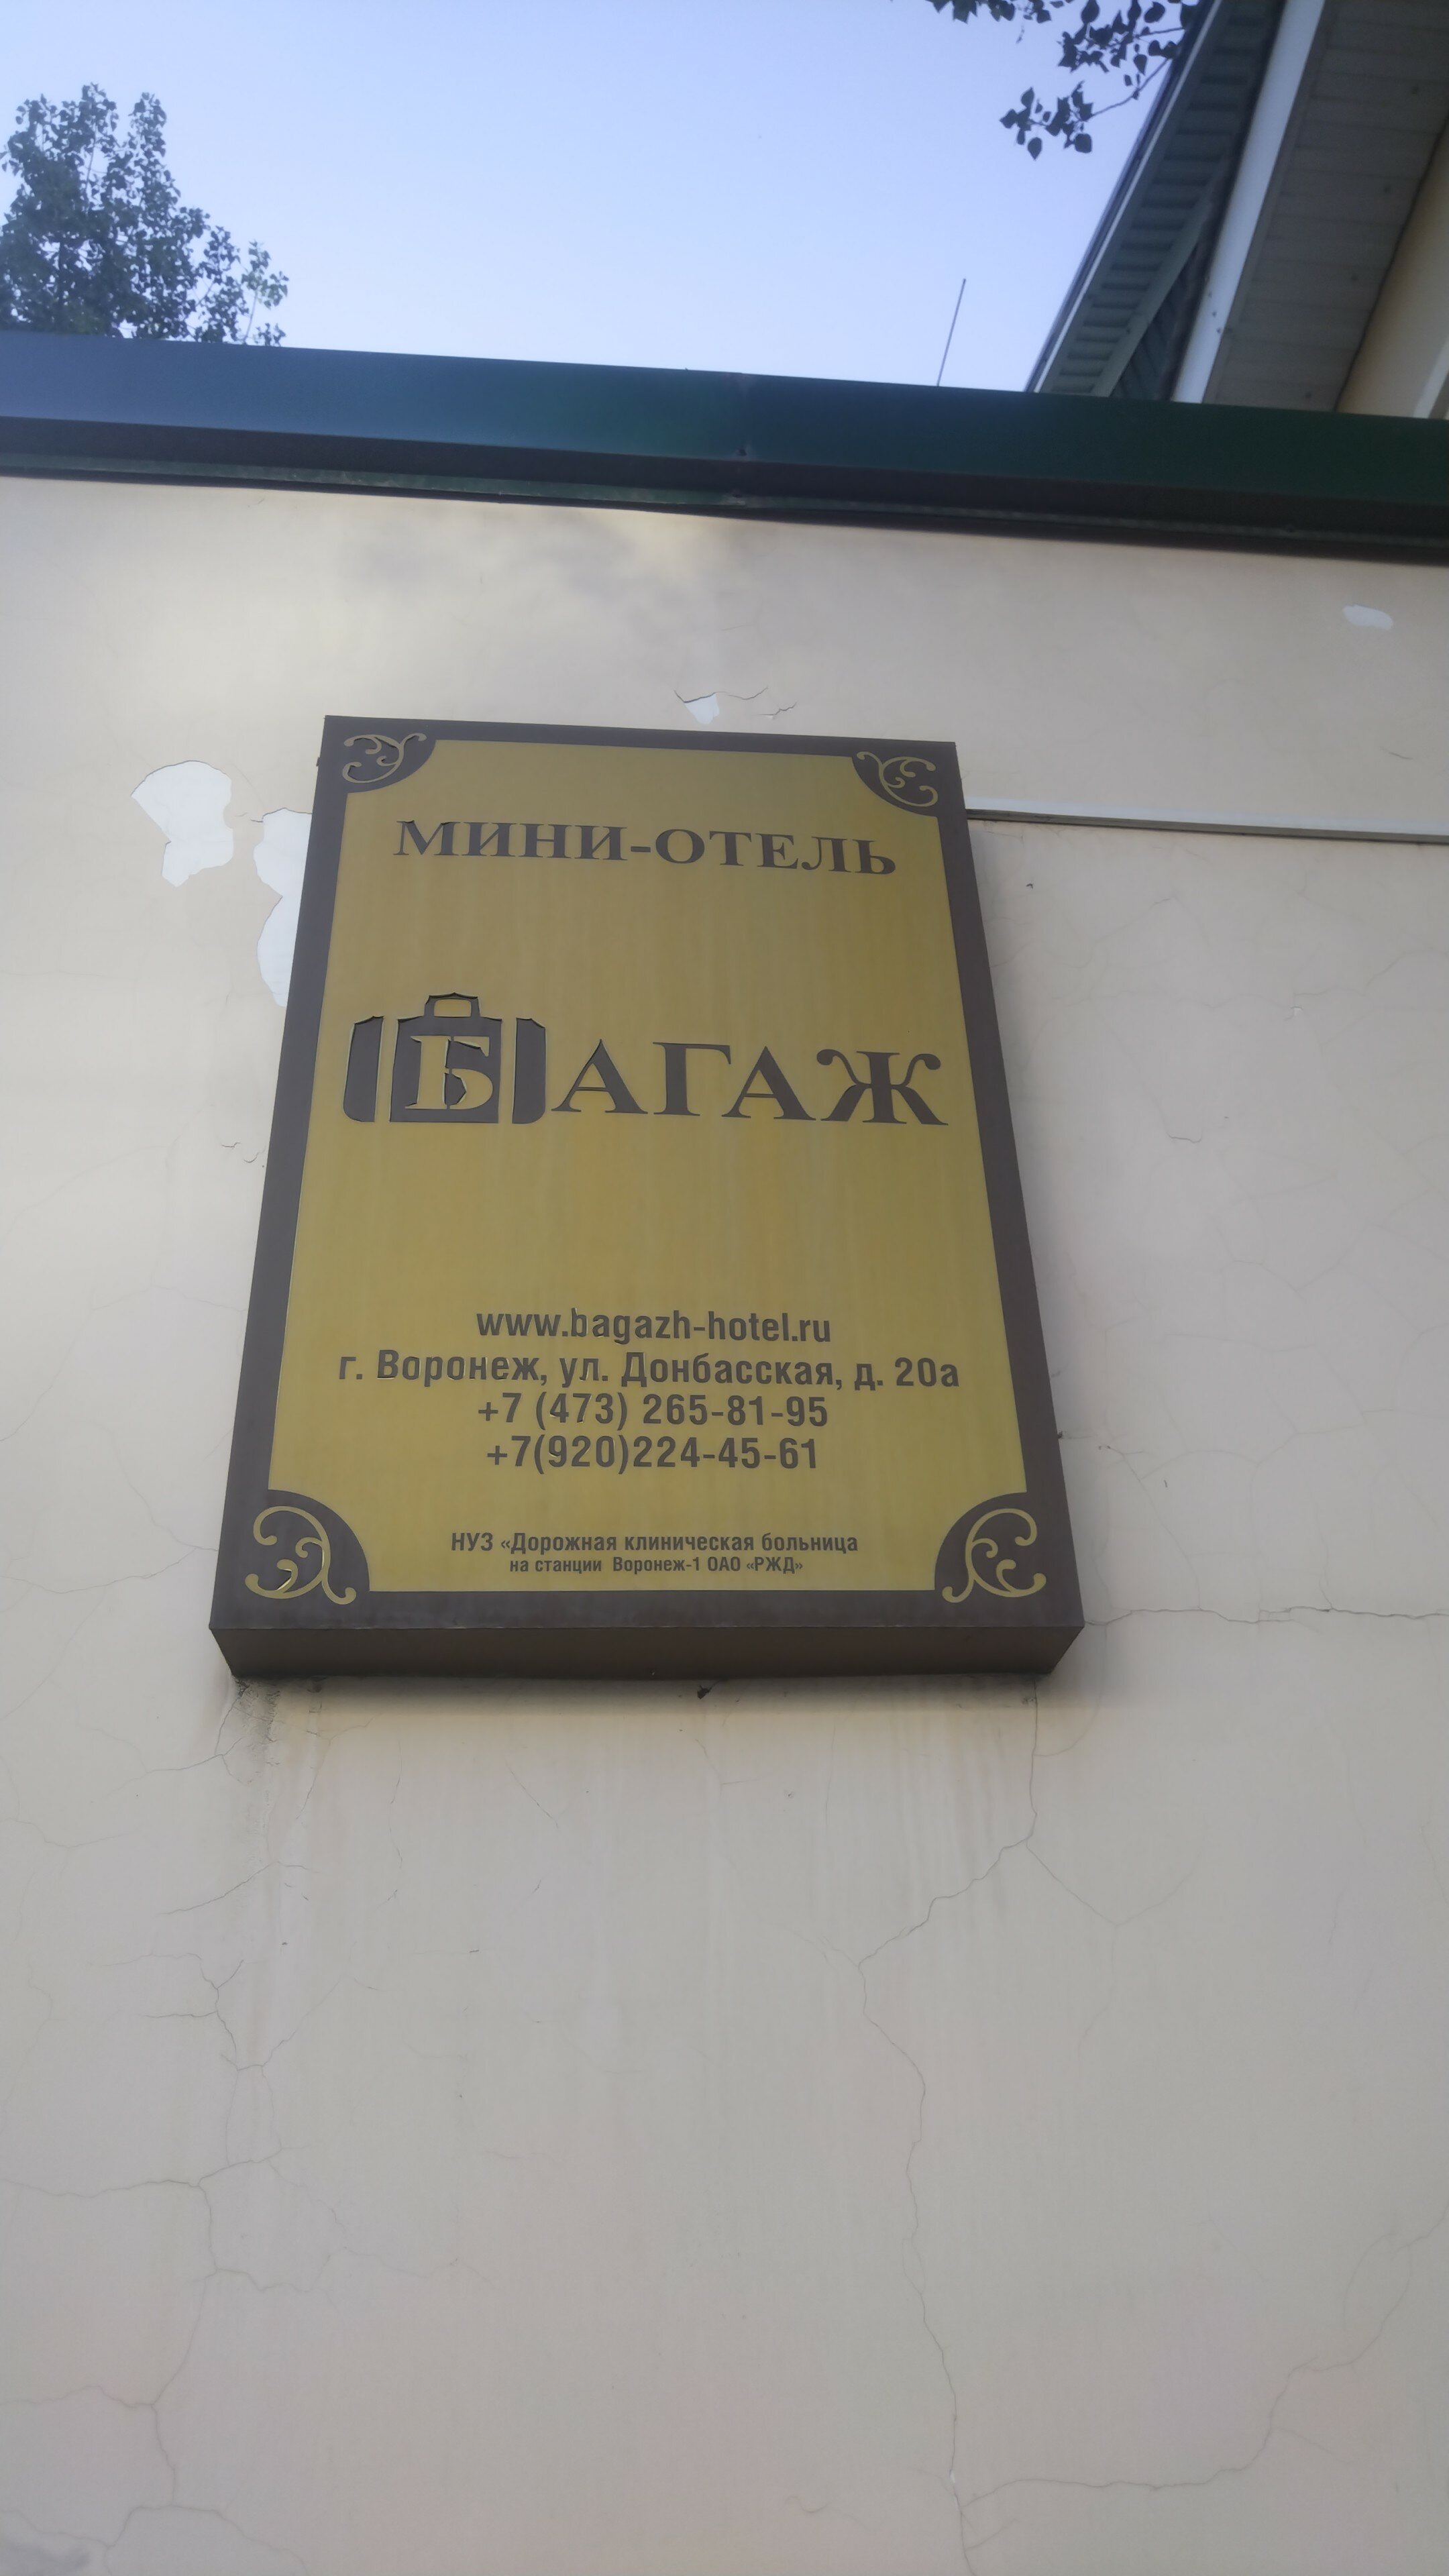 МИНИ-ОТЕЛЬ
БАГАЖ
www.bagazh-hotel.ru
г. Воронеж, ул. Донбасская, д. 20а
+7 (473) 265-81-95
+7(920)224-45-61
НУЗ «Дорожная клиническая больница
на станции Воронеж-1 ОАО «РЖД»